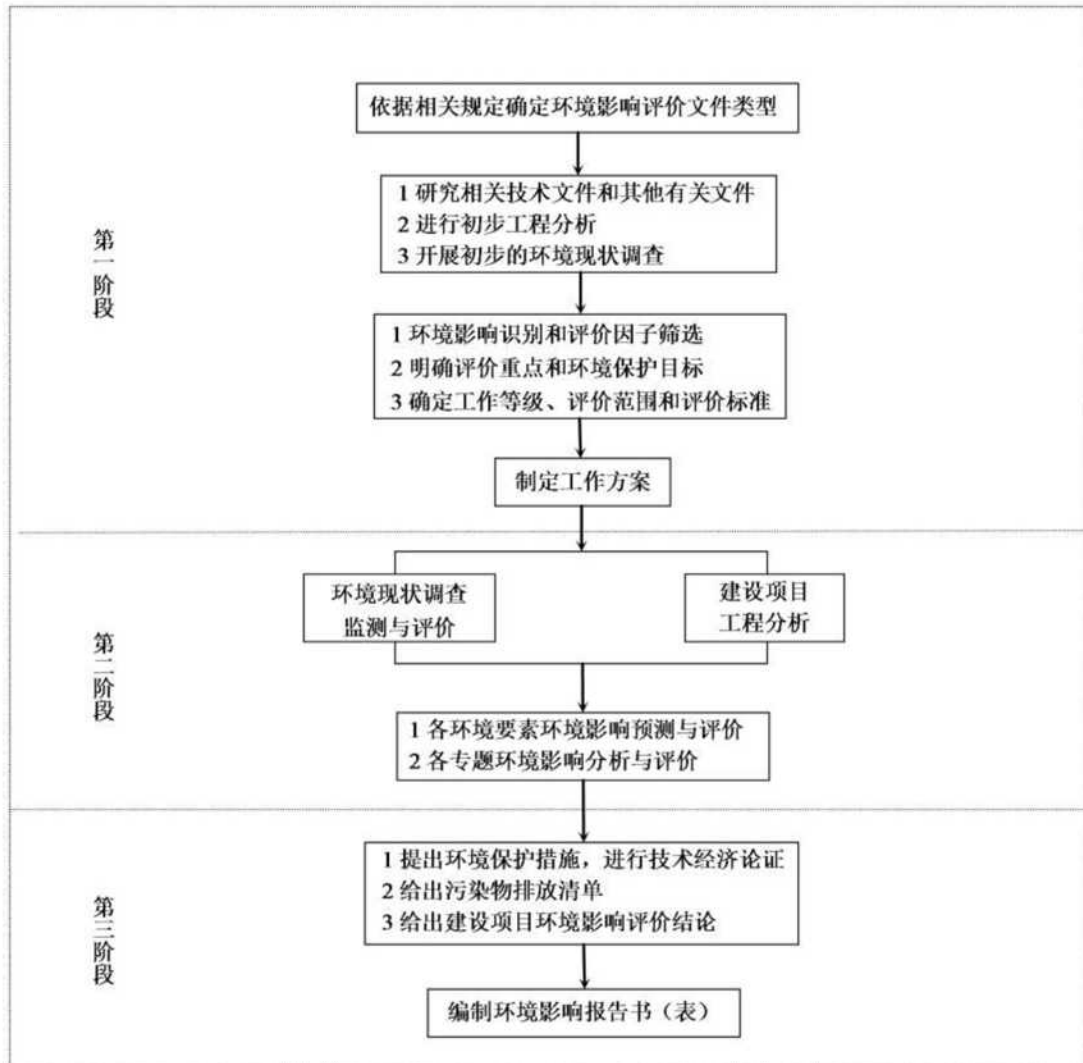 依据相关规定确定环境影响评价文件类型
1 研究相关技术文件和其他有关文件
2 进行初步工程分析
3 开展初步的环境现状调查
第一阶段
1 环境影响识别和评价因子筛选
2 明确评价重点和环境保护目标
3 确定工作等级、评价范围和评价标准
制定工作方案
环境现状调查
监测与评价
建设项目
工程分析
第二阶段
1 各环境要素环境影响预测与评价
2 各专题环境影响分析与评价
1 提出环境保护措施，进行技术经济论证
2 给出污染物排放清单
3 给出建设项目环境影响评价结论
第三阶段
编制环境影响报告书（表）